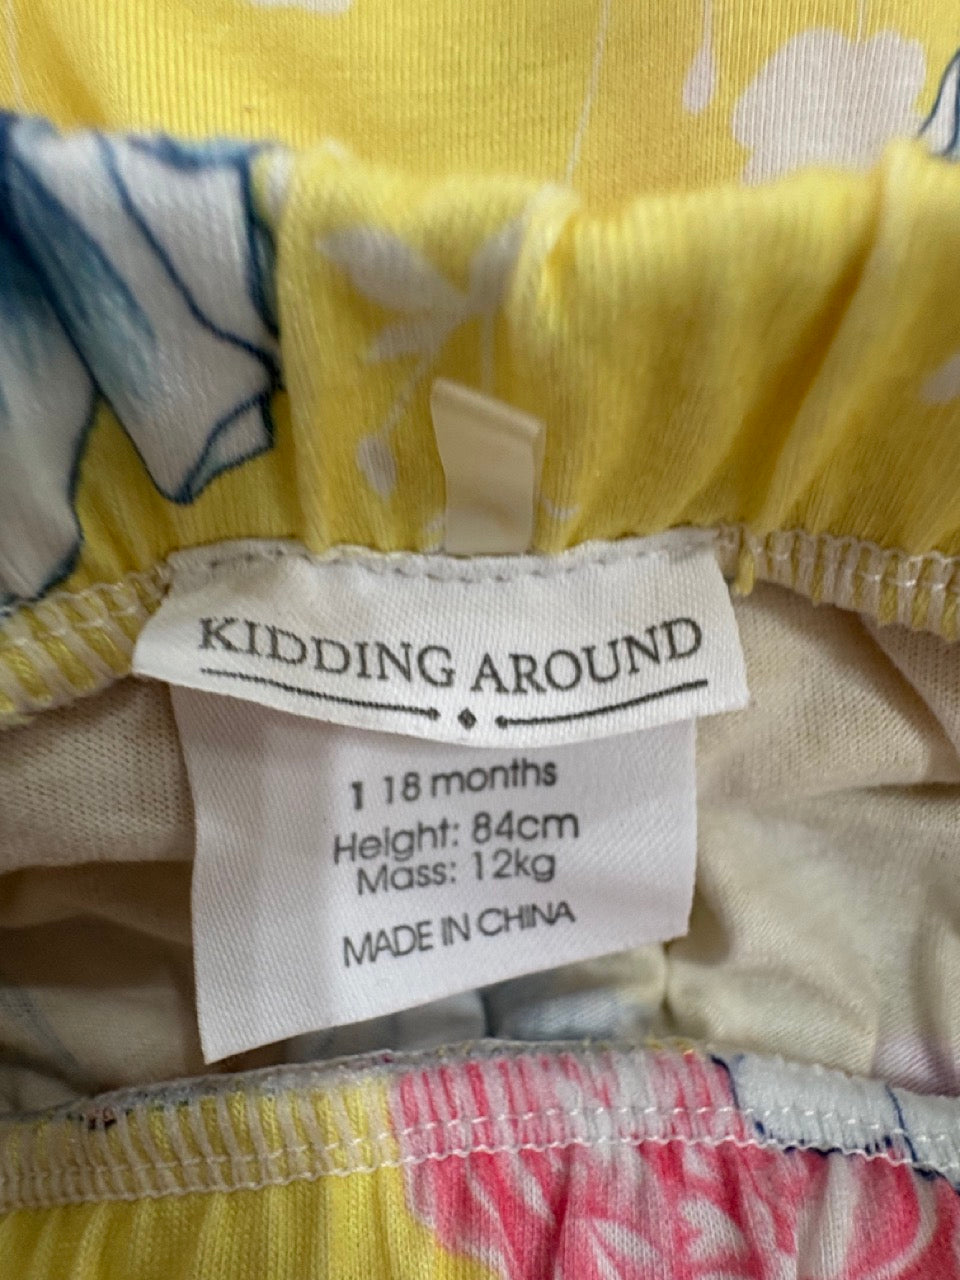 KIDDING AROUND
1 18 months
Height: 84cm
Mass: 12kg
MADE IN CHINA